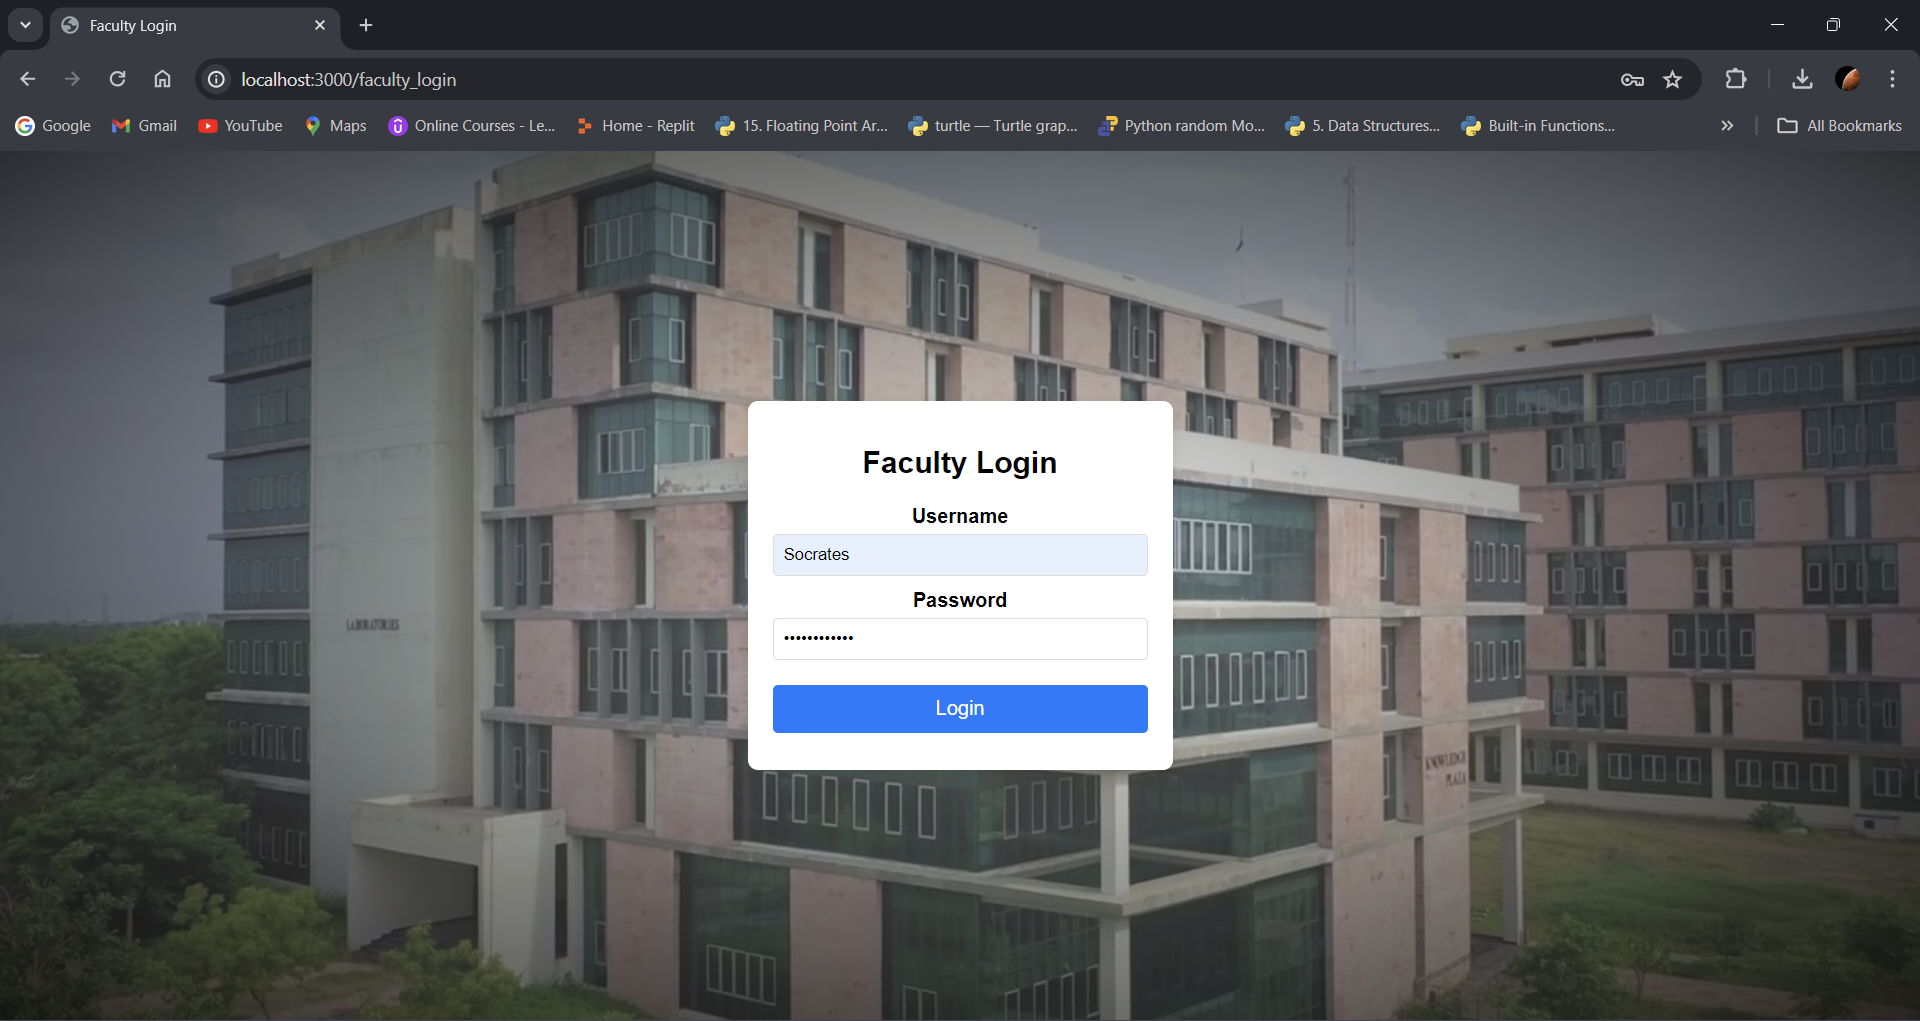 Faculty Login
localhost:3000/faculty_login
Google
Gmail
YouTube
Maps
Online Courses - Le...
Home - Replit
15. Floating Point Ar...
turtle — Turtle grap...
Python random Mo...
5. Data Structures...
Built-in Functions...
All Bookmarks
LABORATORIES
Faculty Login
Username
Socrates
Password
••••••••••••
Login
KNOWLEDGE
PLAZA